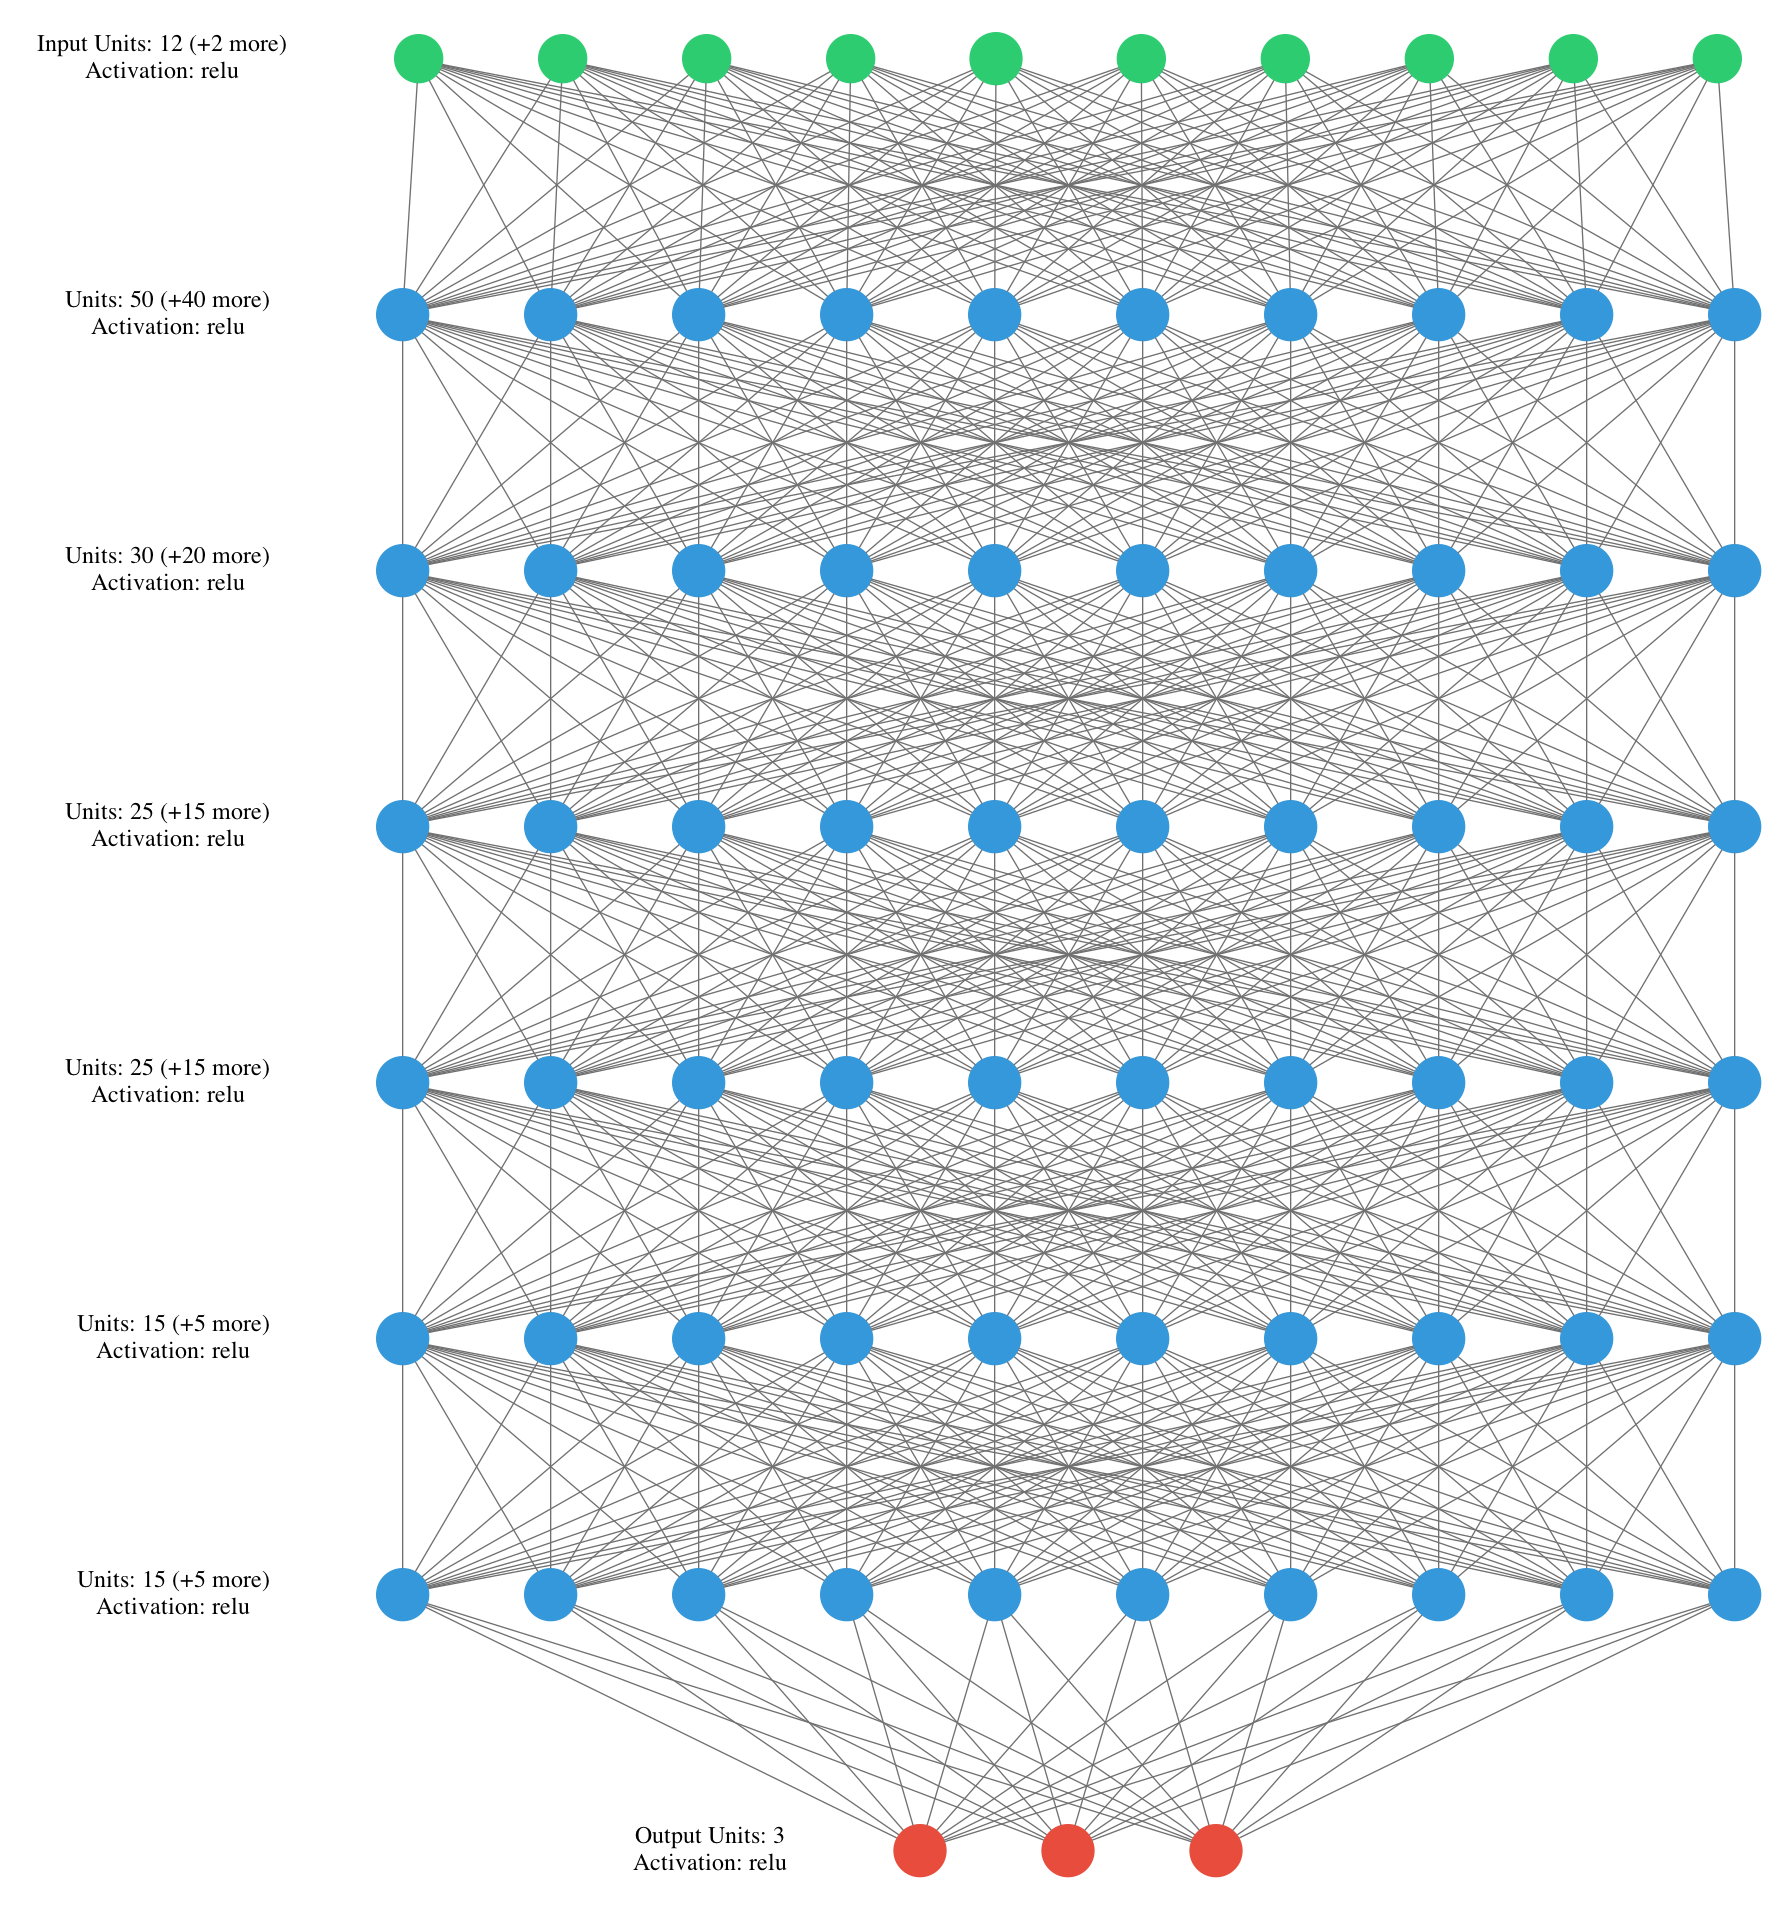 Input Units: 12 (+2 more)
Activation: relu
Units: 50 (+40 more)
Activation: relu
Units: 30 (+20 more)
Activation: relu
Units: 25 (+15 more)
Activation: relu
Units: 25 (+15 more)
Activation: relu
Units: 15 (+5 more)
Activation: relu
Units: 15 (+5 more)
Activation: relu
Output Units: 3
Activation: relu